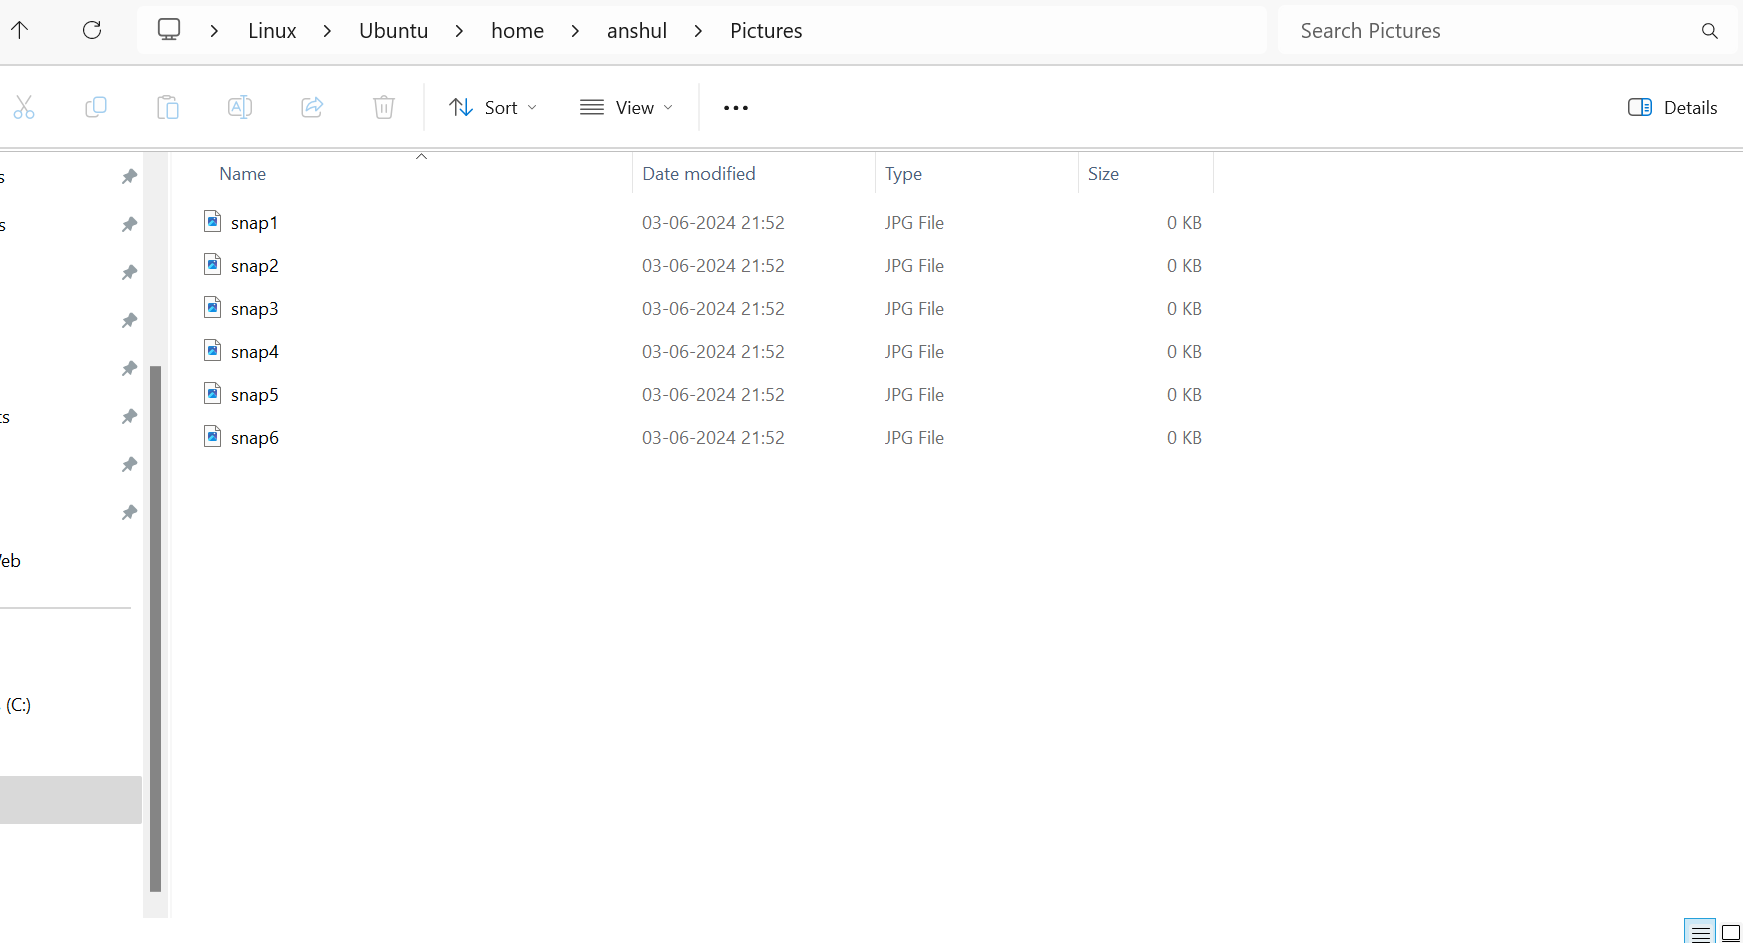 Linux Ubuntu home anshul Pictures Search Pictures
Sort View ••• Details
Name Date modified Type Size
snap1 03-06-2024 21:52 JPG File 0 KB
snap2 03-06-2024 21:52 JPG File 0 KB
snap3 03-06-2024 21:52 JPG File 0 KB
snap4 03-06-2024 21:52 JPG File 0 KB
snap5 03-06-2024 21:52 JPG File 0 KB
snap6 03-06-2024 21:52 JPG File 0 KB
(C:)